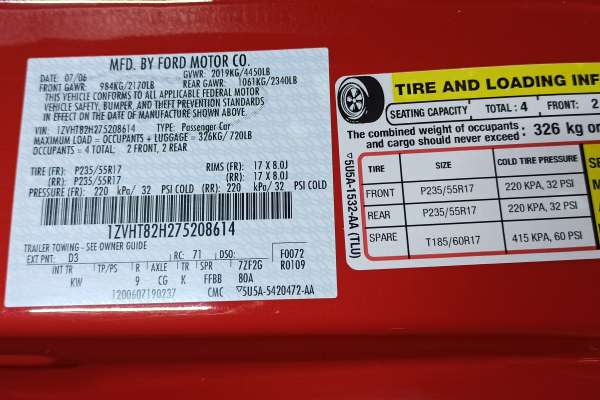 MFD. BY FORD MOTOR CO.
DATE: 07/06 GVWR: 2019KG/4450LB
FRONT GAWR: 984KG/2170LB REAR GAWR: 1061KG/2340LB
THIS VEHICLE CONFORMS TO ALL APPLICABLE FEDERAL MOTOR
VEHICLE SAFETY, BUMPER, AND THEFT PREVENTION STANDARDS
IN EFFECT ON THE DATE OF MANUFACTURE SHOWN ABOVE.
VIN: 1ZVHT82H275208614 TYPE: Passenger Car
MAXIMUM LOAD = OCCUPANTS + LUGGAGE = 326KG/720LB
OCCUPANTS = 4 TOTAL: 2 FRONT, 2 REAR
TIRE (FR): P235/55R17 RIMS (FR): 17 X 8.0J
(RR): P235/55R17 (RR): 17 X 8.0J
PRESSURE (FR): 220 kPa/ 32 PSI COLD (RR): 220 kPa/ 32 PSI COLD
1ZVHT82H275208614
TRAILER TOWING - SEE OWNER GUIDE
EXT PNT: D3 RC: 71 DSO: F0072
INT TR TP/PS R AXLE TR SPR 7ZF2G R0109
KW 9 CG K FFBB BOA
1200607190237 CMC ▽5U5A-5420472-AA
TIRE AND LOADING INF
SEATING CAPACITY TOTAL : 4 FRONT: 2
The combined weight of occupants
and cargo should never exceed : 326 kg or
▽5U5A-1532-AA (TLU)
TIRE SIZE COLD TIRE PRESSURE
FRONT P235/55R17 220 KPA, 32 PSI
REAR P235/55R17 220 KPA, 32 PSI
SPARE T185/60R17 415 KPA, 60 PSI